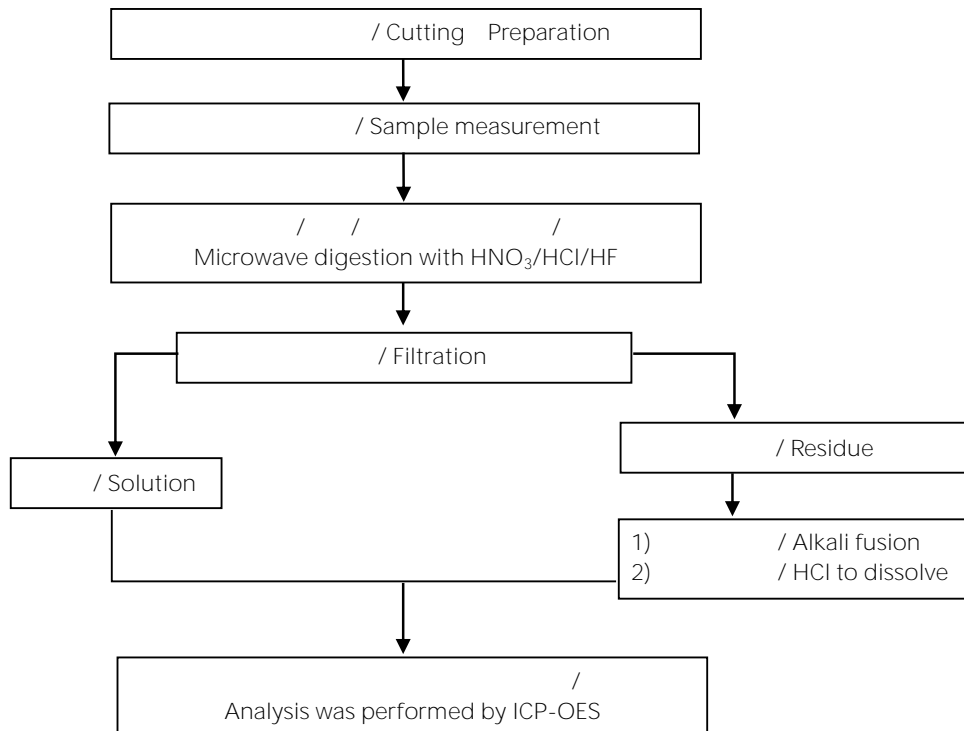 / Cutting Preparation
/ Sample measurement
/ / /
Microwave digestion with HNO₃/HCl/HF
/ Filtration
/ Residue
/ Solution
1) / Alkali fusion
2) / HCl to dissolve
/
Analysis was performed by ICP-OES